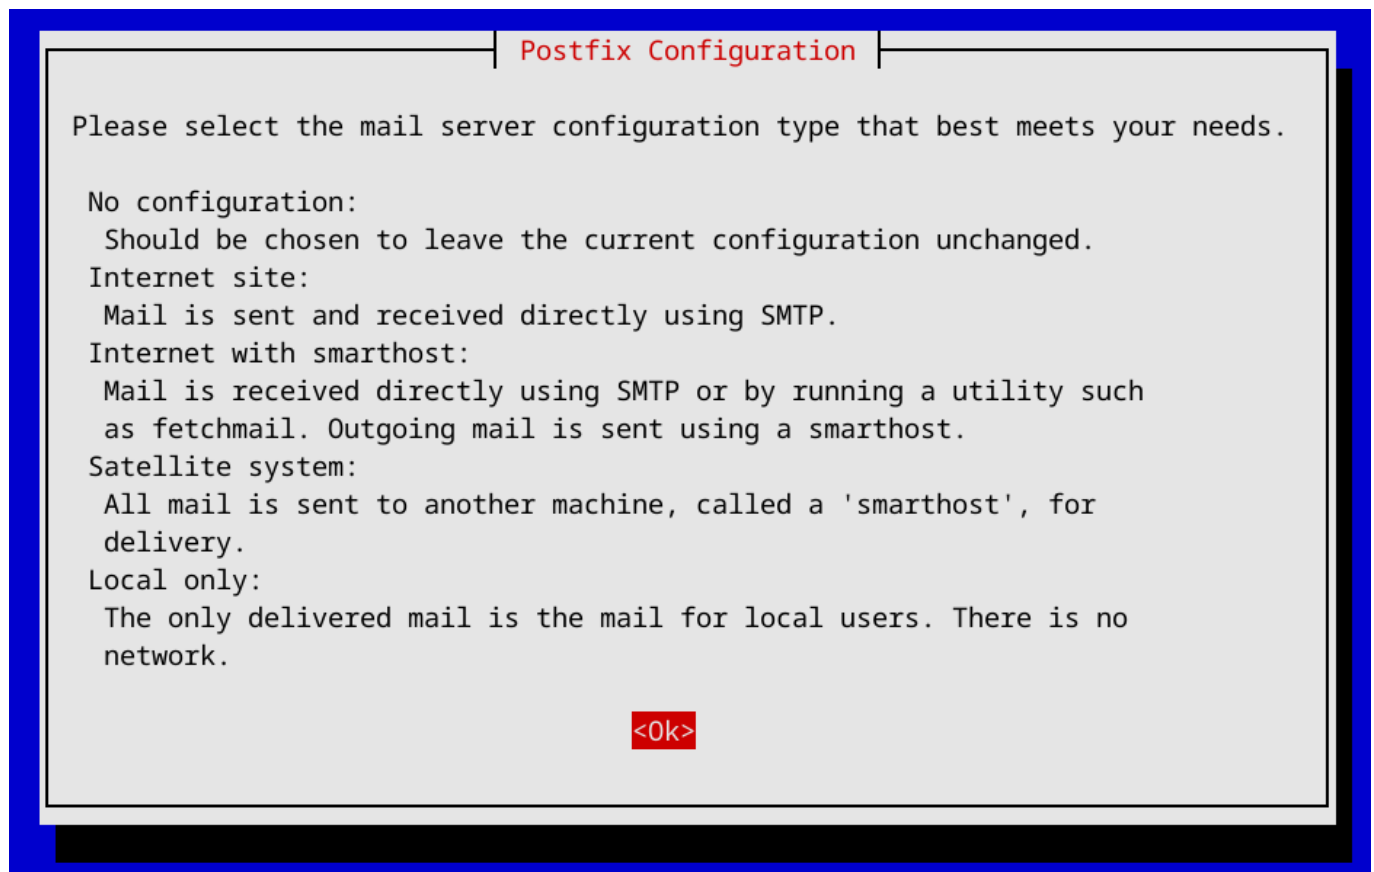 Postfix Configuration
Please select the mail server configuration type that best meets your needs.
No configuration:
Should be chosen to leave the current configuration unchanged.
Internet site:
Mail is sent and received directly using SMTP.
Internet with smarthost:
Mail is received directly using SMTP or by running a utility such
as fetchmail. Outgoing mail is sent using a smarthost.
Satellite system:
All mail is sent to another machine, called a 'smarthost', for
delivery.
Local only:
The only delivered mail is the mail for local users. There is no
network.
<Ok>